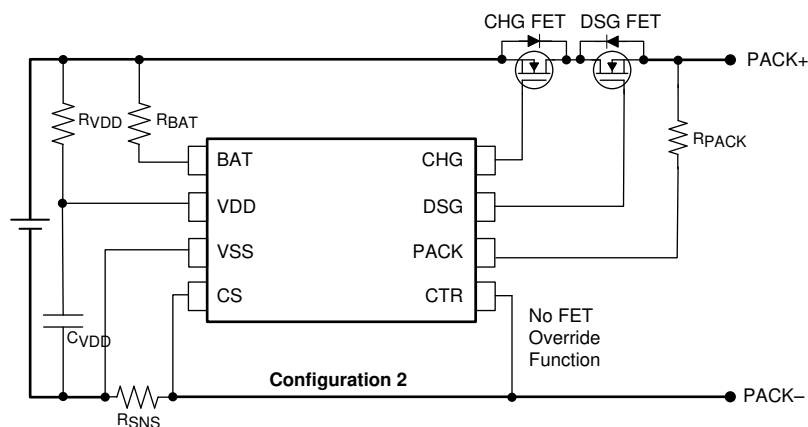 CHG FET
DSG FET
PACK+
RVDD
RBAT
RPACK
BAT
CHG
VDD
DSG
VSS
PACK
CS
CTR
No FET
Override
Function
CVDD
Configuration 2
RSNS
PACK–